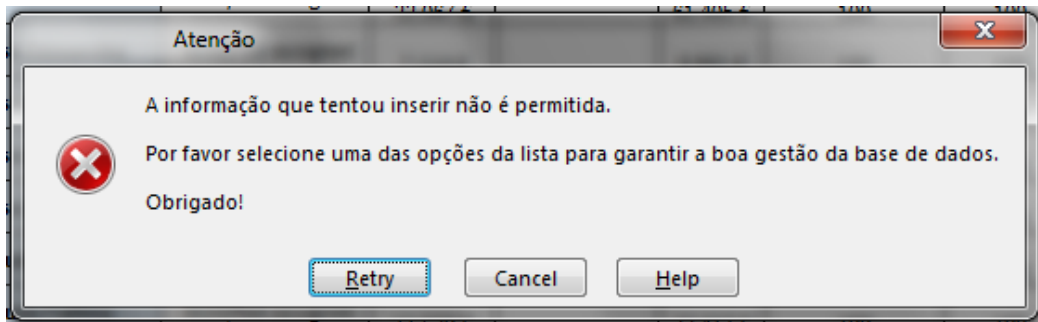 Atenção
A informação que tentou inserir não é permitida.
Por favor selecione uma das opções da lista para garantir a boa gestão da base de dados.
Obrigado!
Retry Cancel Help